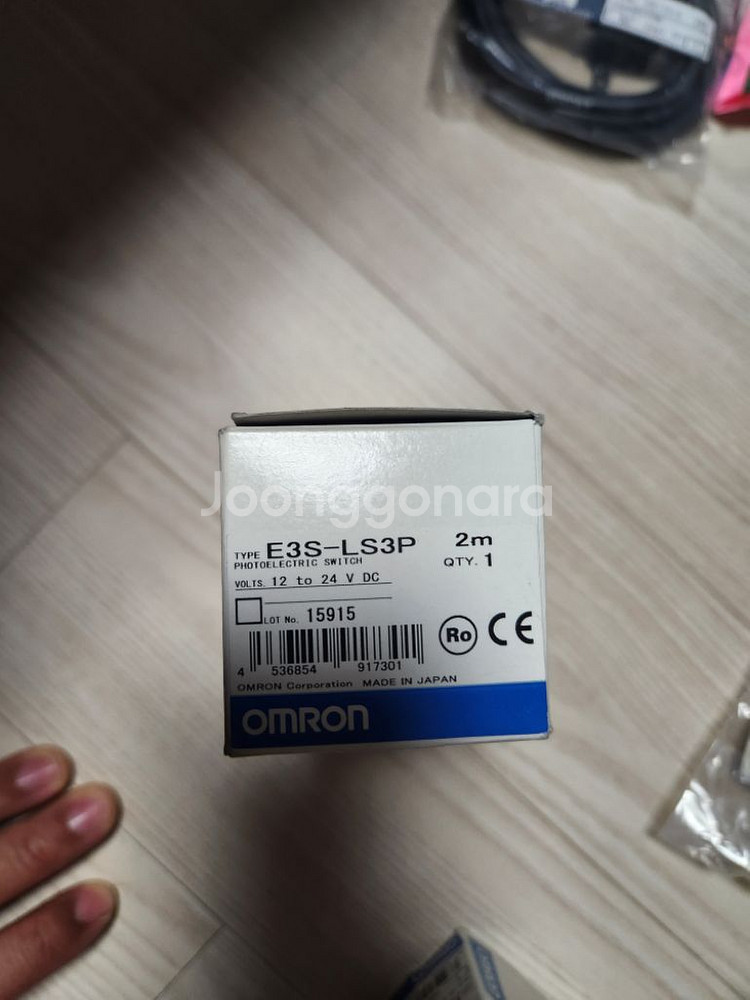 Joonggonara
TYPE E3S-LS3P 2m
PHOTOELECTRIC SWITCH QTY. 1
VOLTS. 12 to 24 V DC
LOT No. 15915
Ro CE
4 536854 917301
OMRON Corporation MADE IN JAPAN
OMRON